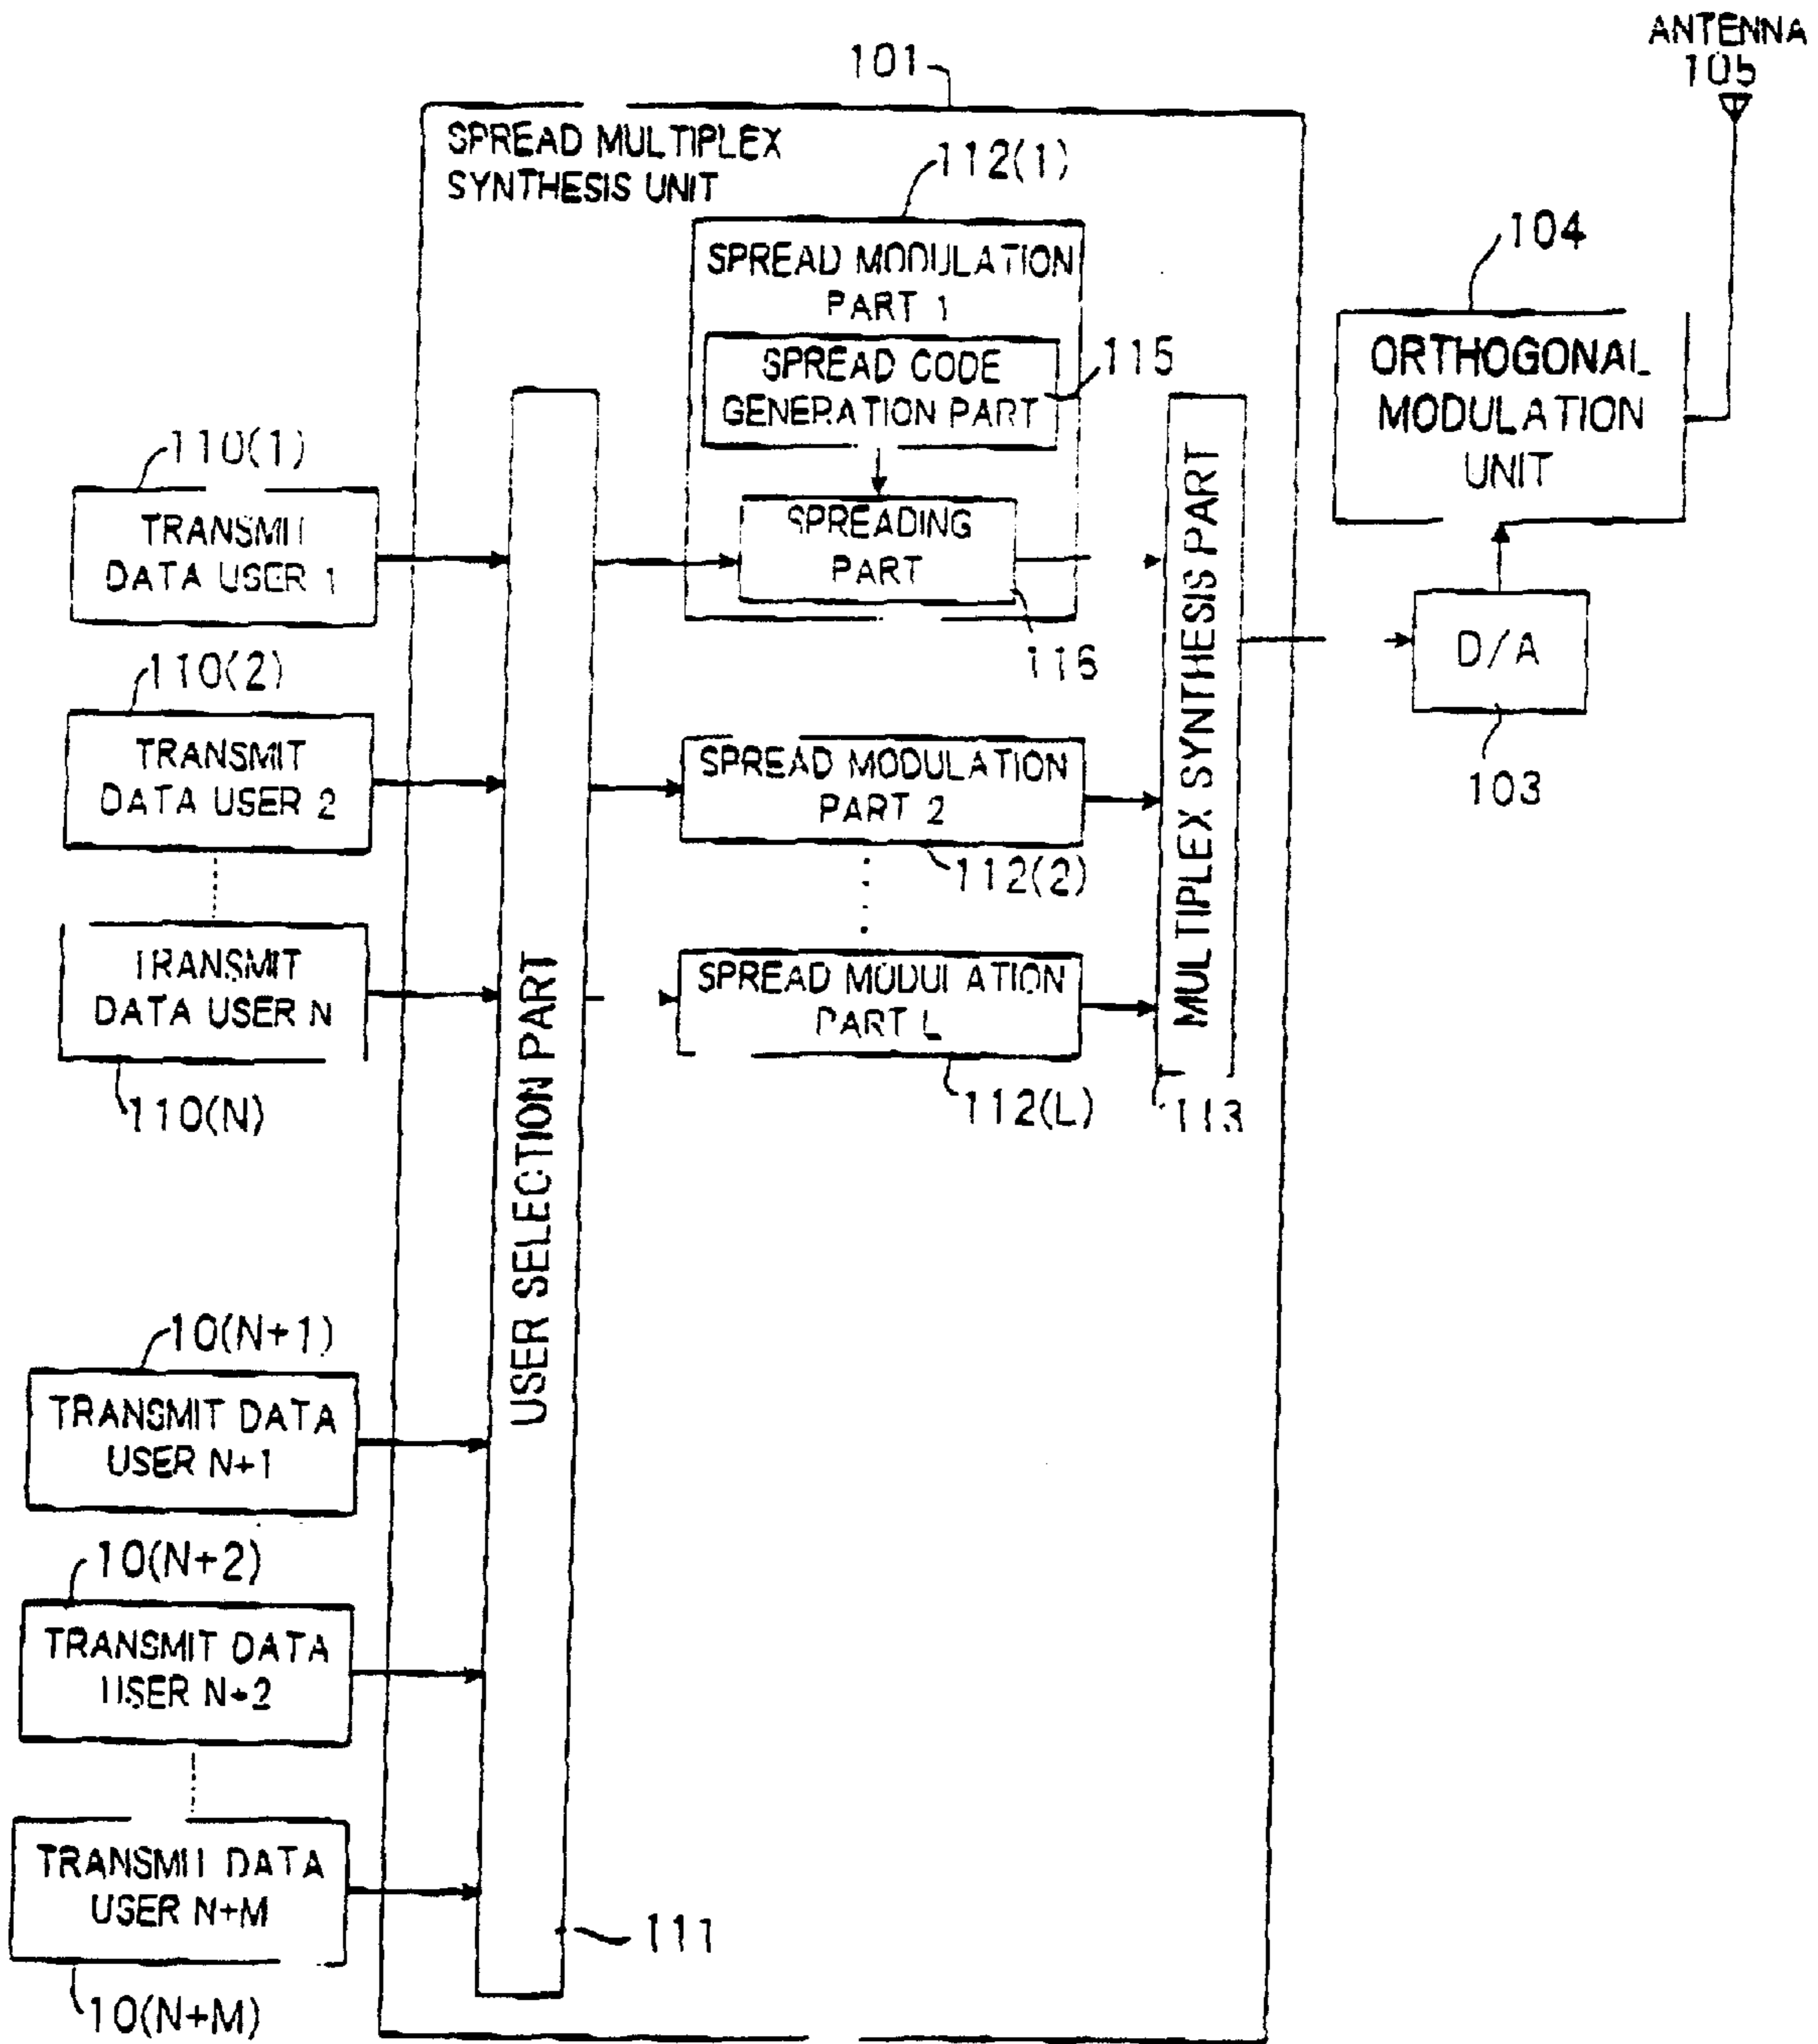 ANTENNA
105
101
SPREAD MULTIPLEX
SYNTHESIS UNIT
112(1)
SPREAD MODULATION
PART 1
SPREAD CODE
GENERATION PART
115
SPREADING
PART
116
104
ORTHOGONAL
MODULATION
UNIT
D/A
103
110(1)
TRANSMIT
DATA USER 1
110(2)
TRANSMIT
DATA USER 2
TRANSMIT
DATA USER N
110(N)
USER SELECTION PART
SPREAD MODULATION
PART 2
112(2)
SPREAD MODULATION
PART L
112(L)
MULTIPLEX SYNTHESIS PART
113
10(N+1)
TRANSMIT DATA
USER N+1
10(N+2)
TRANSMIT DATA
USER N+2
TRANSMIT DATA
USER N+M
10(N+M)
111